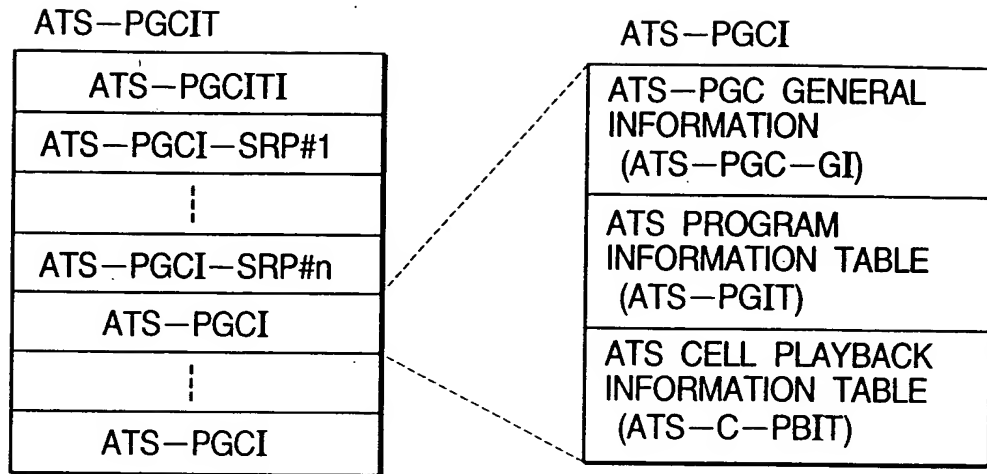 ATS—PGCIT
ATS—PGCITI
ATS—PGCI—SRP#1
ATS—PGCI—SRP#n
ATS—PGCI
ATS—PGCI
ATS—PGCI
ATS—PGC GENERAL
INFORMATION
(ATS—PGC—GI)
ATS PROGRAM
INFORMATION TABLE
(ATS—PGIT)
ATS CELL PLAYBACK
INFORMATION TABLE
(ATS—C—PBIT)